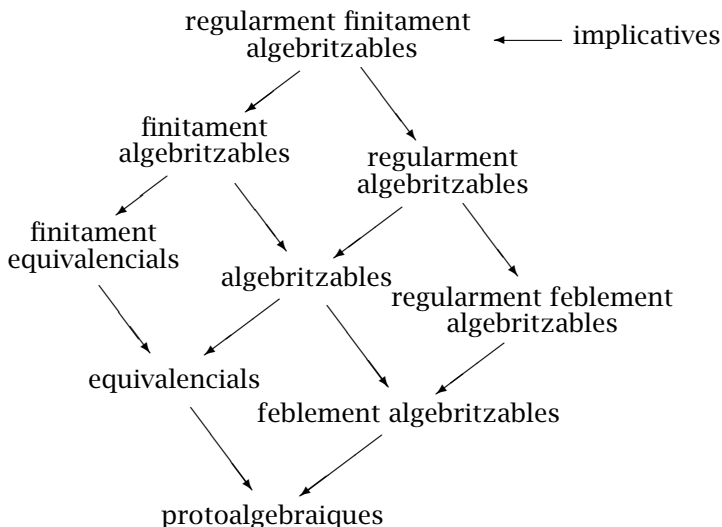 regularment finitament
algebritzables
implicatives
finitament
algebritzables
regularment
algebritzables
finitament
equivalencials
algebritzables
regularment feblement
algebritzables
equivalencials
feblement algebritzables
protoalgebraiques